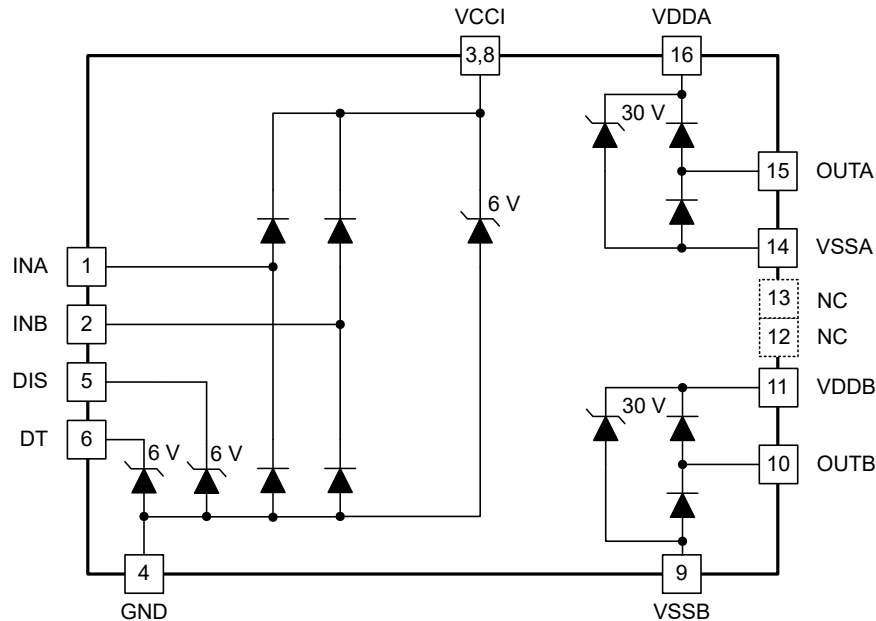 VCCI
VDDA
3,8
16
30 V
15
OUTA
6 V
14
VSSA
INA
1
13
NC
INB
2
12
NC
DIS
5
11
VDDB
30 V
DT
6
6 V
6 V
10
OUTB
4
9
GND
VSSB